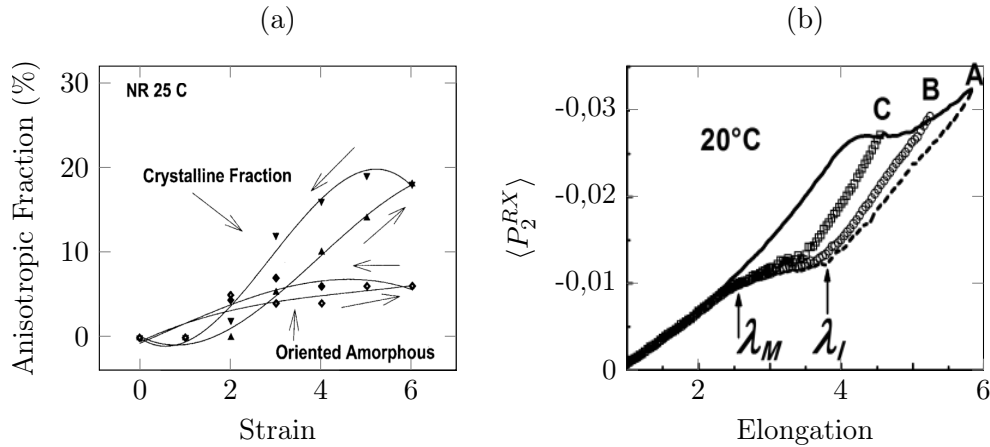 (a)
Anisotropic Fraction (%)
30
20
10
0
NR 25 C
Crystalline Fraction
Oriented Amorphous
0
2
4
6
Strain
(b)
⟨P₂ᴿˣ⟩
-0,03
-0,02
-0,01
0
20°C
C
B
A
λM
λI
2
4
6
Elongation